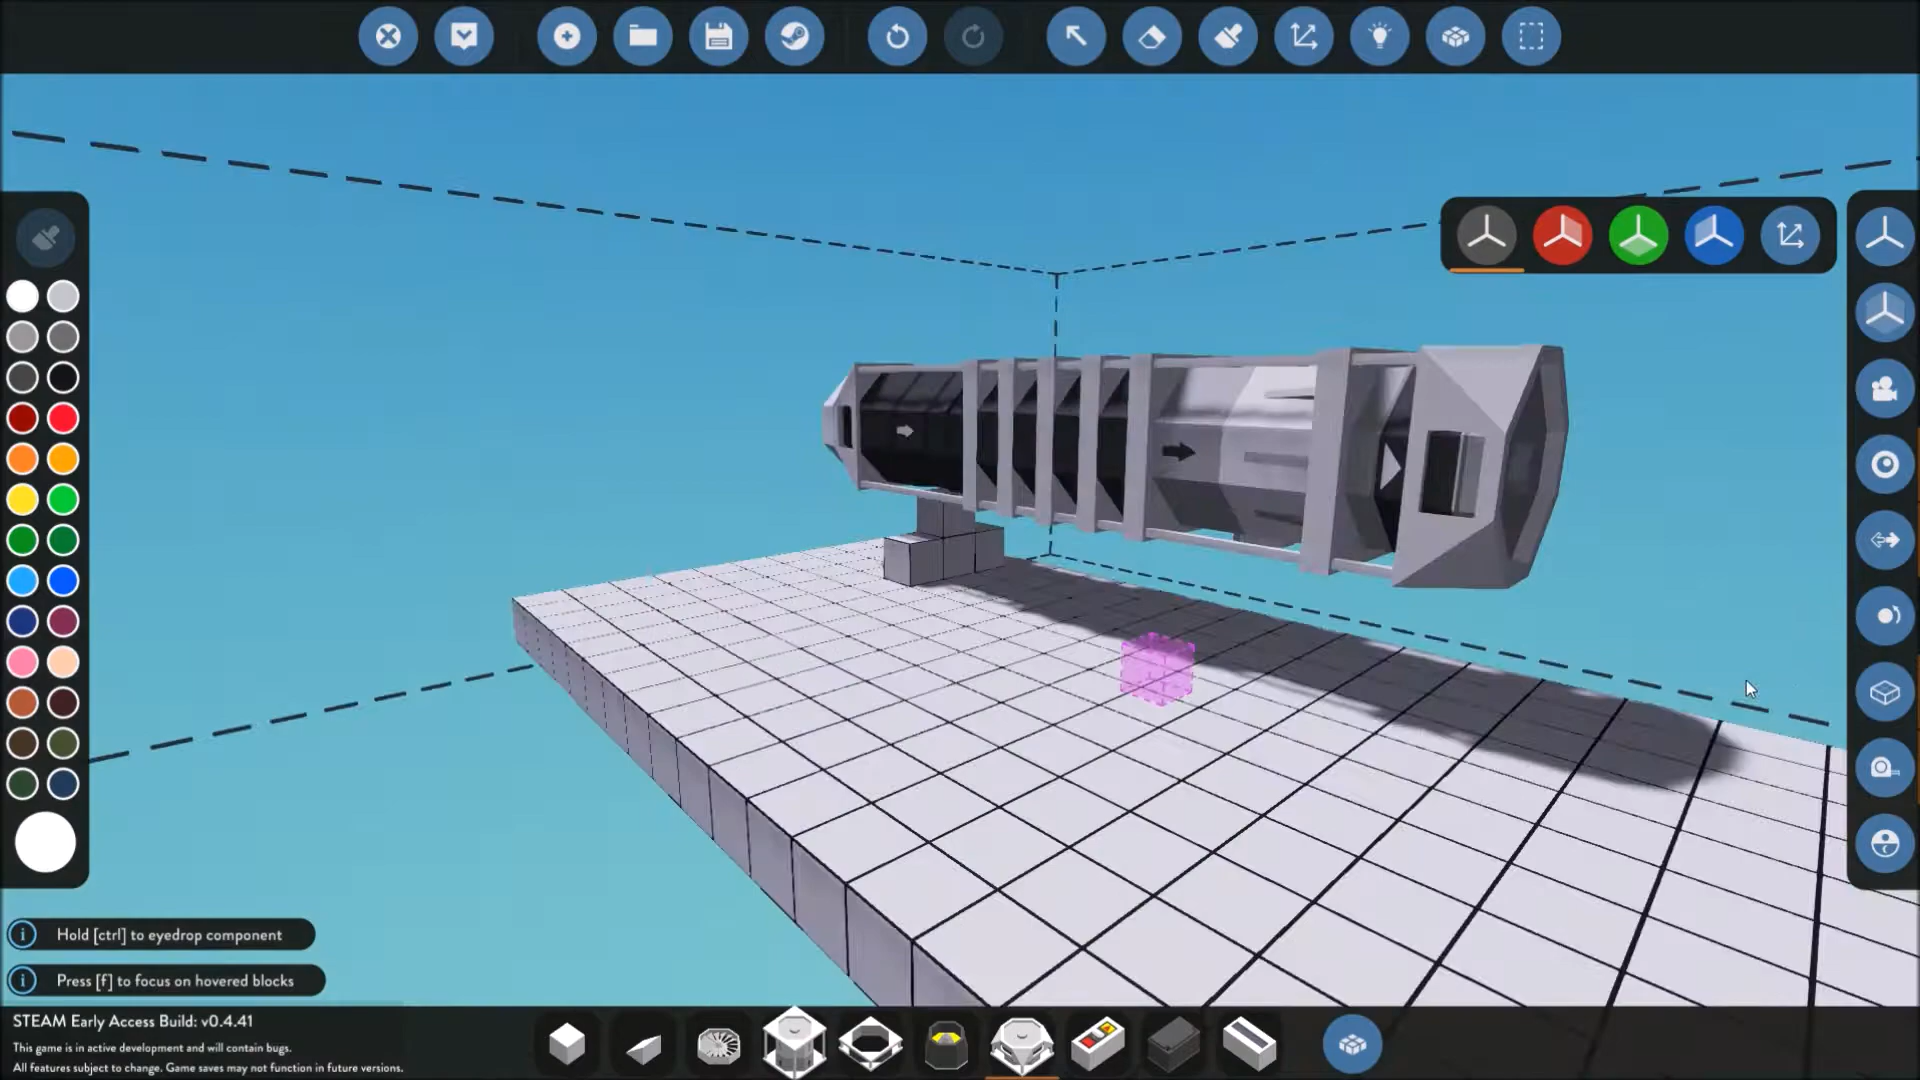 Hold [ctrl] to eyedrop component
Press [f] to focus on hovered blocks
STEAM Early Access Build: v0.4.41
This game is in active development and will contain bugs.
All features subject to change. Game saves may not function in future versions.